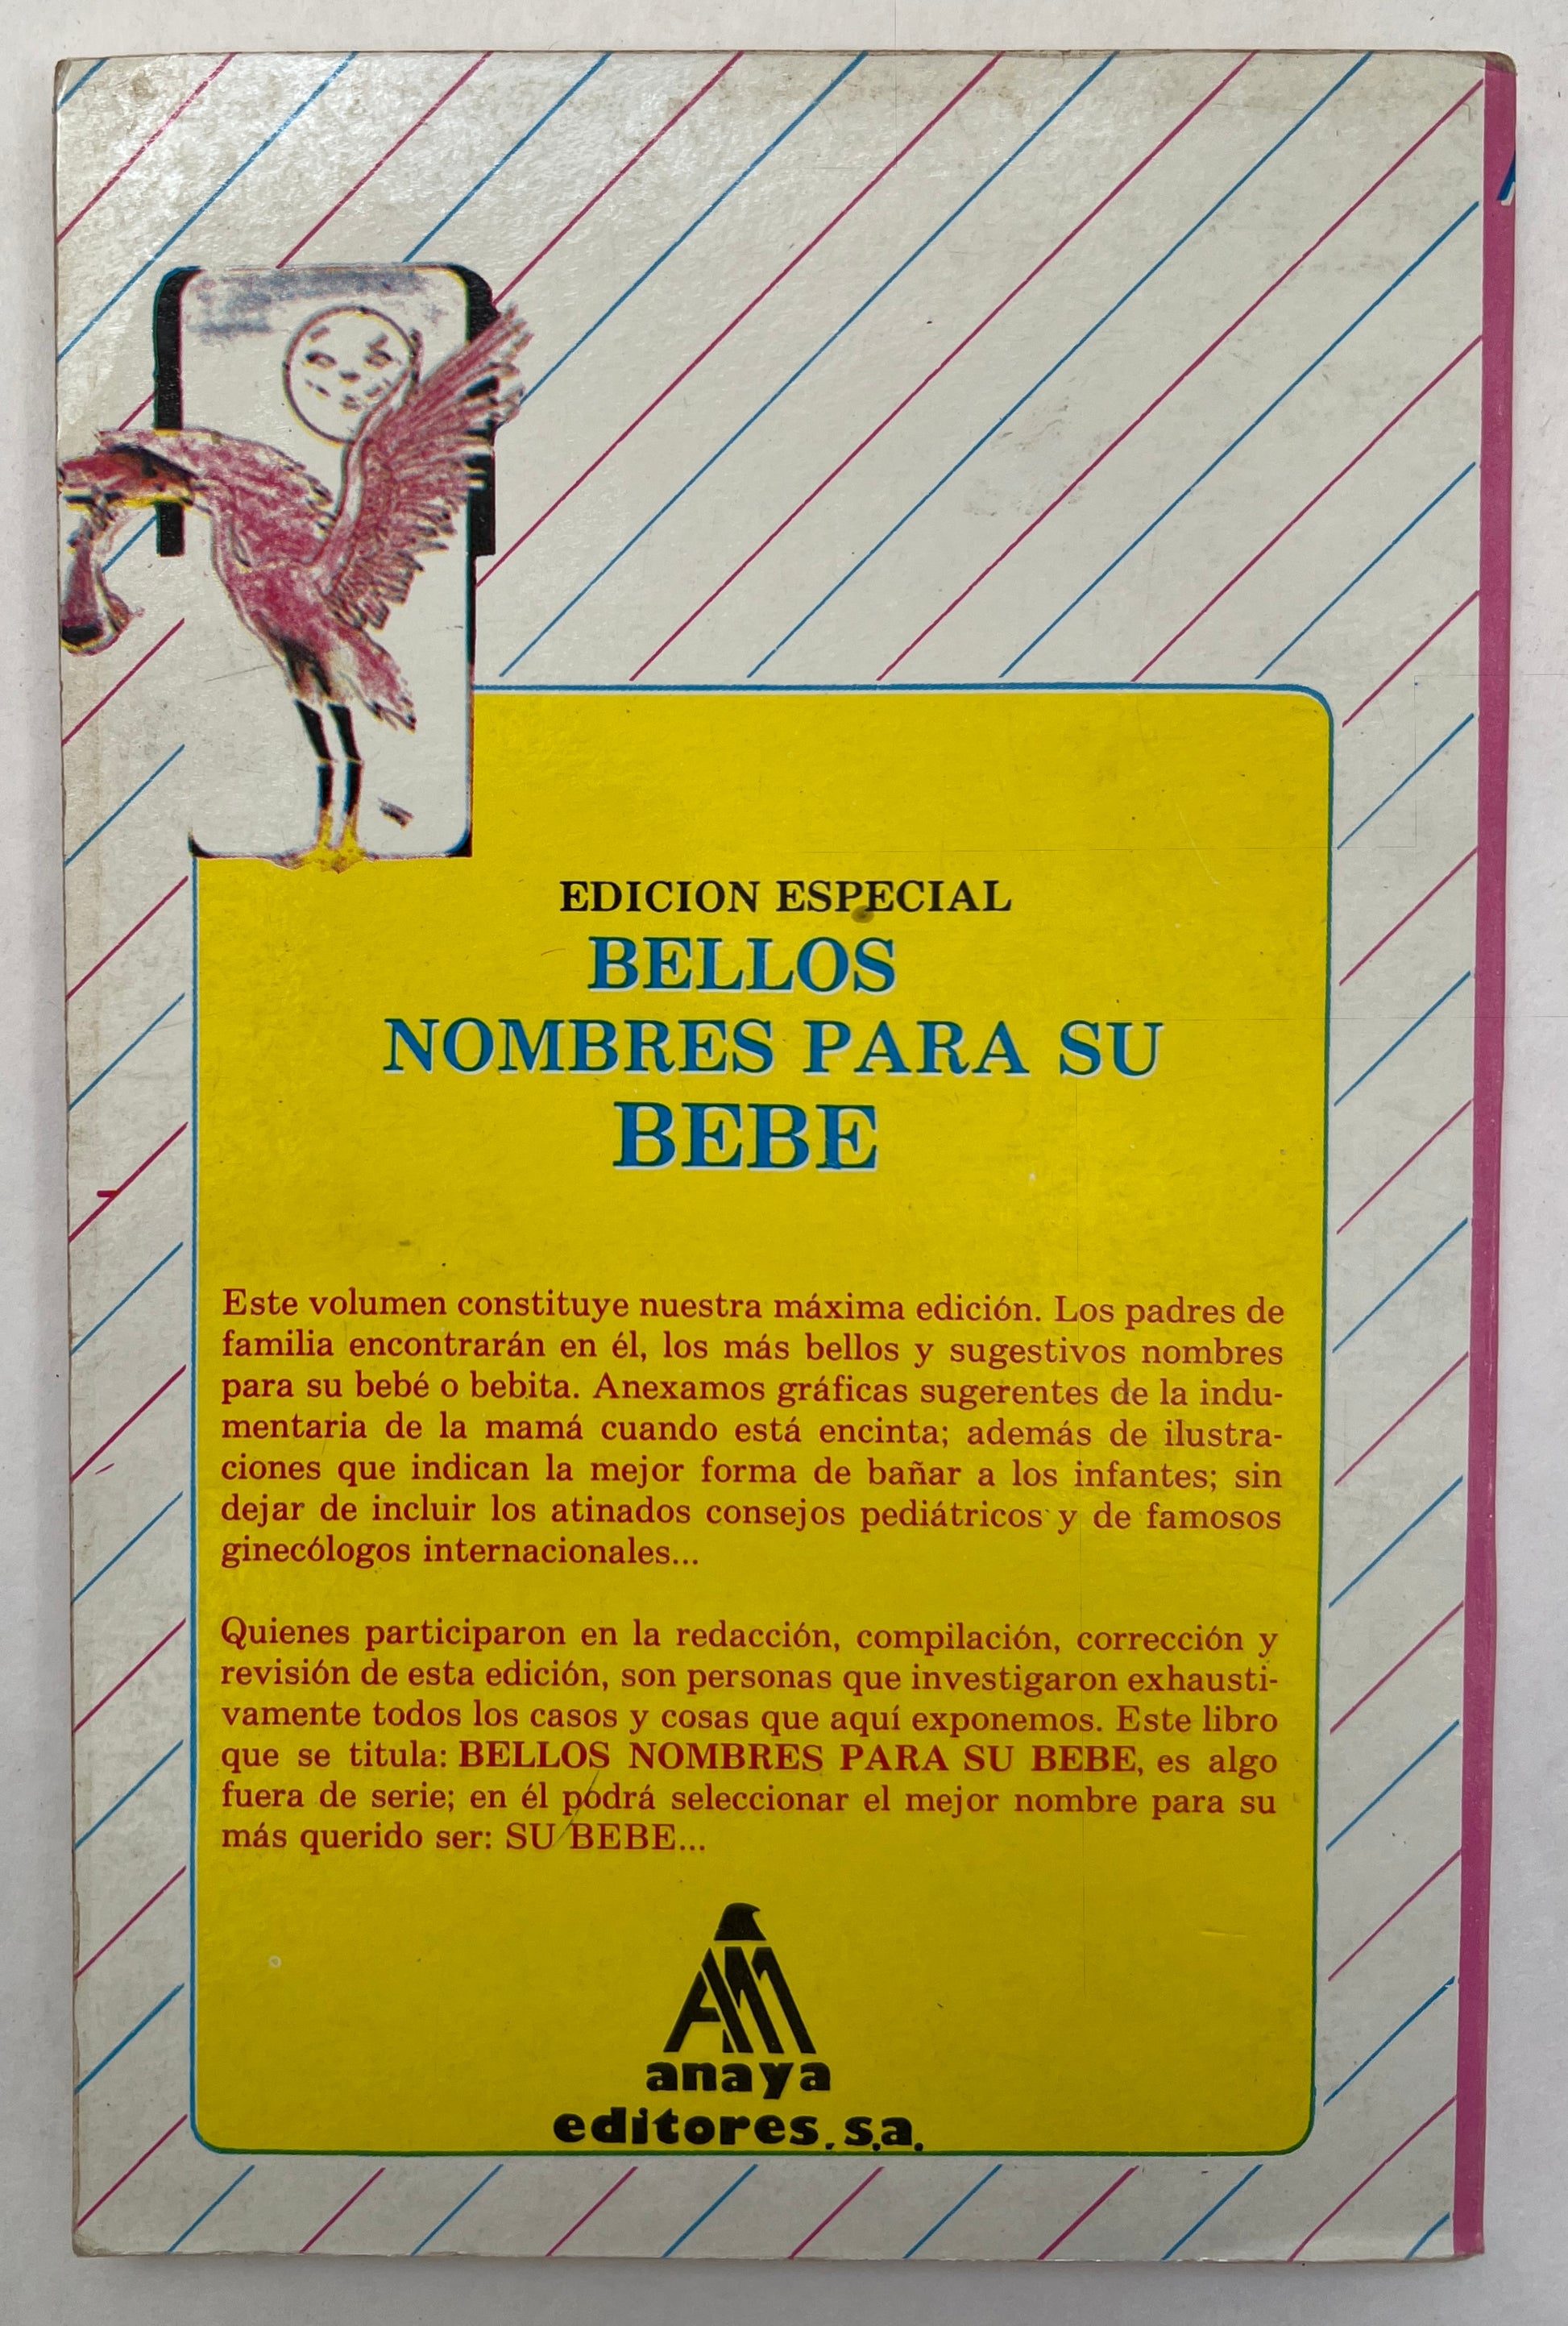 EDICION ESPECIAL
BELLOS
NOMBRES PARA SU
BEBE
Este volumen constituye nuestra máxima edición. Los padres de
familia encontrarán en él, los más bellos y sugestivos nombres
para su bebé o bebita. Anexamos gráficas sugerentes de la indu-
mentaria de la mamá cuando está encinta; además de ilustra-
ciones que indican la mejor forma de bañar a los infantes; sin
dejar de incluir los atinados consejos pediátricos y de famosos
ginecólogos internacionales...
Quienes participaron en la redacción, compilación, corrección y
revisión de esta edición, son personas que investigaron exhausti-
vamente todos los casos y cosas que aquí exponemos. Este libro
que se titula: BELLOS NOMBRES PARA SU BEBE, es algo
fuera de serie; en él podrá seleccionar el mejor nombre para su
más querido ser: SU BEBE...
anaya
editores, s.a.